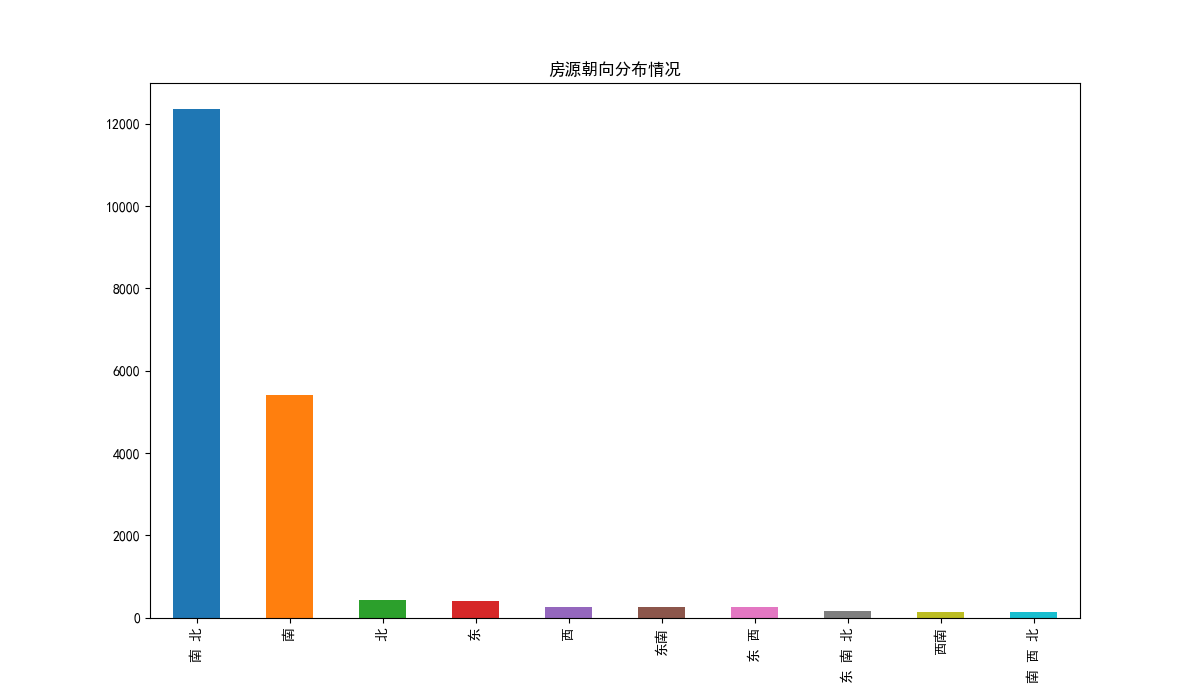 房源朝向分布情况
12000
10000
8000
6000
4000
2000
0
南 北
南
北
东
西
东南
东 西
东 南 北
西南
南 西 北